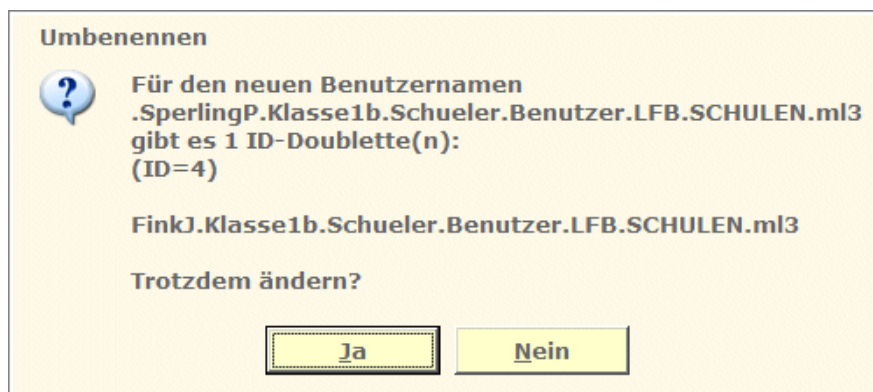 Umbenennen
Für den neuen Benutzernamen
.SperlingP.Klasse1b.Schueler.Benutzer.LFB.SCHULEN.ml3
gibt es 1 ID-Doublette(n):
(ID=4)
FinkJ.Klasse1b.Schueler.Benutzer.LFB.SCHULEN.ml3
Trotzdem ändern?
Ja Nein